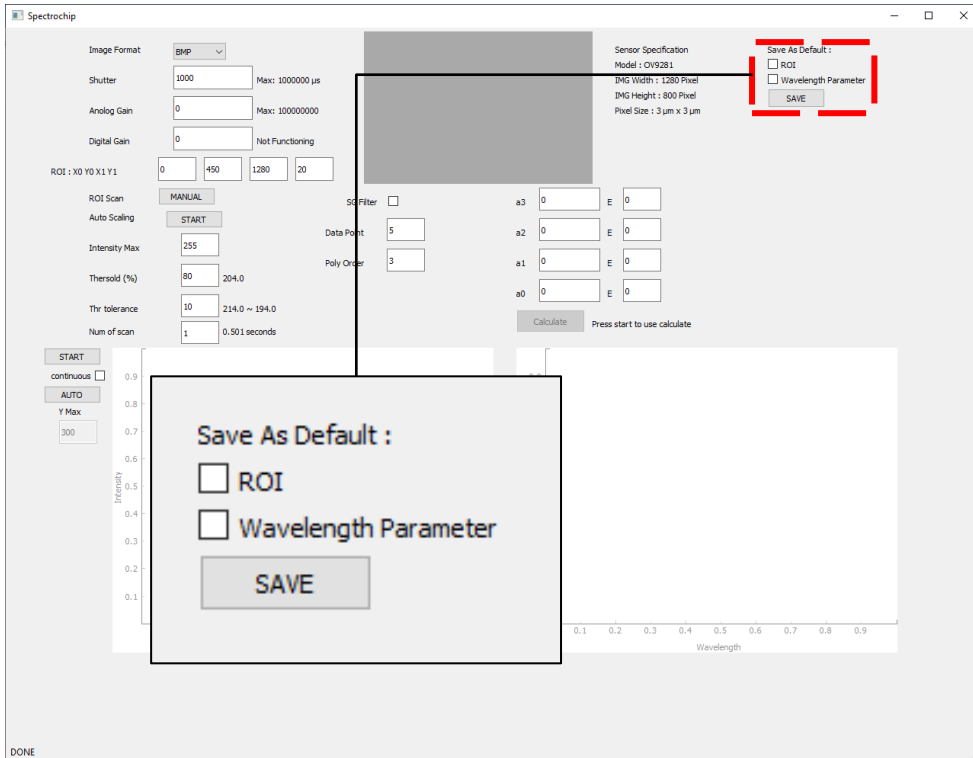 Spectrochip
Image Format BMP
Shutter 1000 Max: 1000000 µs
Analog Gain 0 Max: 100000000
Digital Gain 0 Not Functioning
ROI : X0 Y0 X1 Y1 0 450 1280 20
ROI Scan MANUAL
Auto Scaling START
Intensity Max 255
Thersold (%) 80 204.0
Thr tolerance 10 214.0 ~ 194.0
Num of scan 1 0.501 seconds
Sensor Specification
Model : OV9281
IMG Width : 1280 Pixel
IMG Height : 800 Pixel
Pixel Size : 3 µm x 3 µm
Save As Default :
ROI
Wavelength Parameter
SAVE
SG Filter
Data Point 5
Poly Order 3
a3 0 E 0
a2 0 E 0
a1 0 E 0
a0 0 E 0
Calculate Press start to use calculate
START
continuous
AUTO
Y Max
300
0.9
0.8
0.7
0.6
0.5
0.4
0.3
0.2
0.1
Intensity
Save As Default :
ROI
Wavelength Parameter
SAVE
0.1 0.2 0.3 0.4 0.5 0.6 0.7 0.8 0.9
Wavelength
DONE